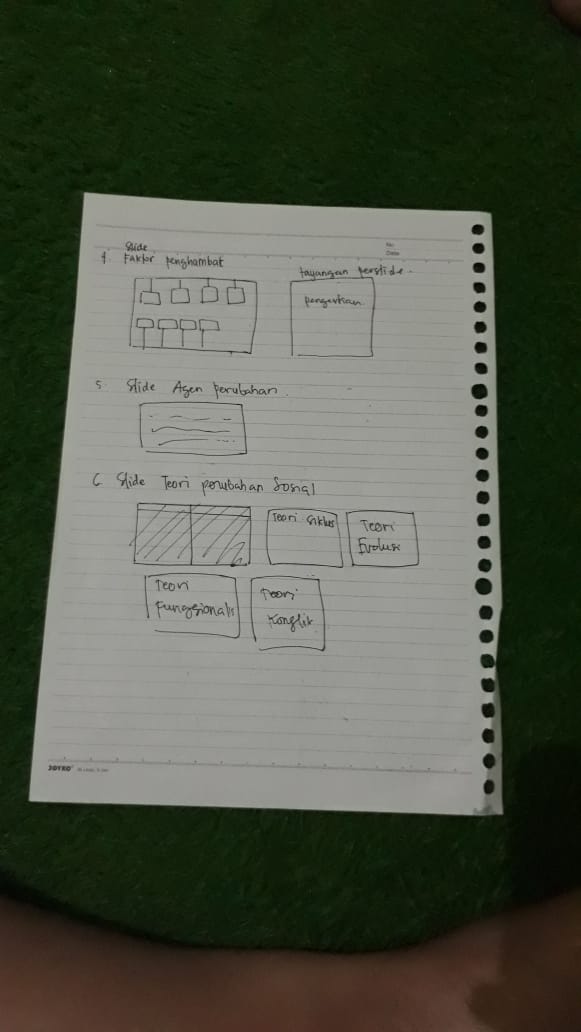 No
Date
Slide
4. Faktor penghambat
tayangan perslide.
pengertian
5. Slide Agen perubahan.
6 Slide Teori perubahan Sosial
Teori siklus
Teori
Evolusi
Teori
Fungsionalis
Teori
Konflik
JOYKO